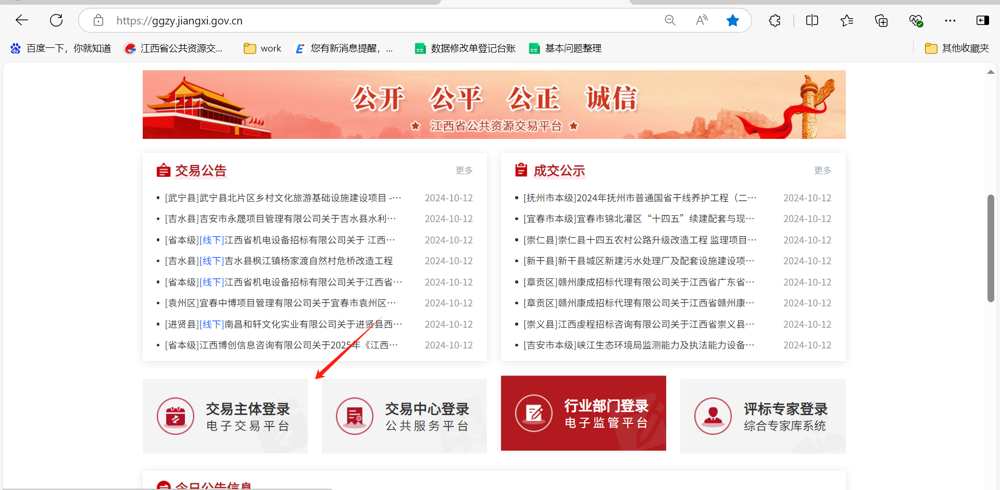 https://ggzy.jiangxi.gov.cn
百度一下，你就知道
江西省公共资源交...
work
您有新消息提醒，...
数据修改单登记台账
基本问题整理
其他收藏夹
公开 公平 公正 诚信
江西省公共资源交易平台
交易公告
更多
[武宁县]武宁县北片区乡村文化旅游基础设施建设项目 -··· 2024-10-12
[吉水县]吉安市永晟项目管理有限公司关于吉水县水利··· 2024-10-12
[省本级][线下]江西省机电设备招标有限公司关于 江西··· 2024-10-12
[吉水县][线下]吉水县枫江镇杨家渡自然村危桥改造工程 2024-10-12
[省本级][线下]江西省机电设备招标有限公司关于江西省··· 2024-10-12
[袁州区]宜春中博项目管理有限公司关于宜春市袁州区··· 2024-10-12
[进贤县][线下]南昌和轩文化实业有限公司关于进贤县西··· 2024-10-12
[省本级]江西博创信息咨询有限公司关于2025年《江西··· 2024-10-12
成交公示
更多
[抚州市本级]2024年抚州市普通国省干线养护工程（二··· 2024-10-12
[宜春市本级]宜春市锦北灌区“十四五”续建配套与现··· 2024-10-12
[崇仁县]崇仁县十四五农村公路升级改造工程 监理项目··· 2024-10-12
[新干县]新干县城区新建污水处理厂及配套设施建设项··· 2024-10-12
[章贡区]赣州康成招标代理有限公司关于江西省广东省··· 2024-10-12
[章贡区]赣州康成招标代理有限公司关于江西省赣州康··· 2024-10-12
[崇义县]江西虔程招标咨询有限公司关于江西省崇义县··· 2024-10-12
[吉安市本级]峡江生态环境局监测能力及执法能力设备··· 2024-10-12
交易主体登录
电子交易平台
交易中心登录
公共服务平台
行业部门登录
电子监管平台
评标专家登录
综合专家库系统
今日公告信息